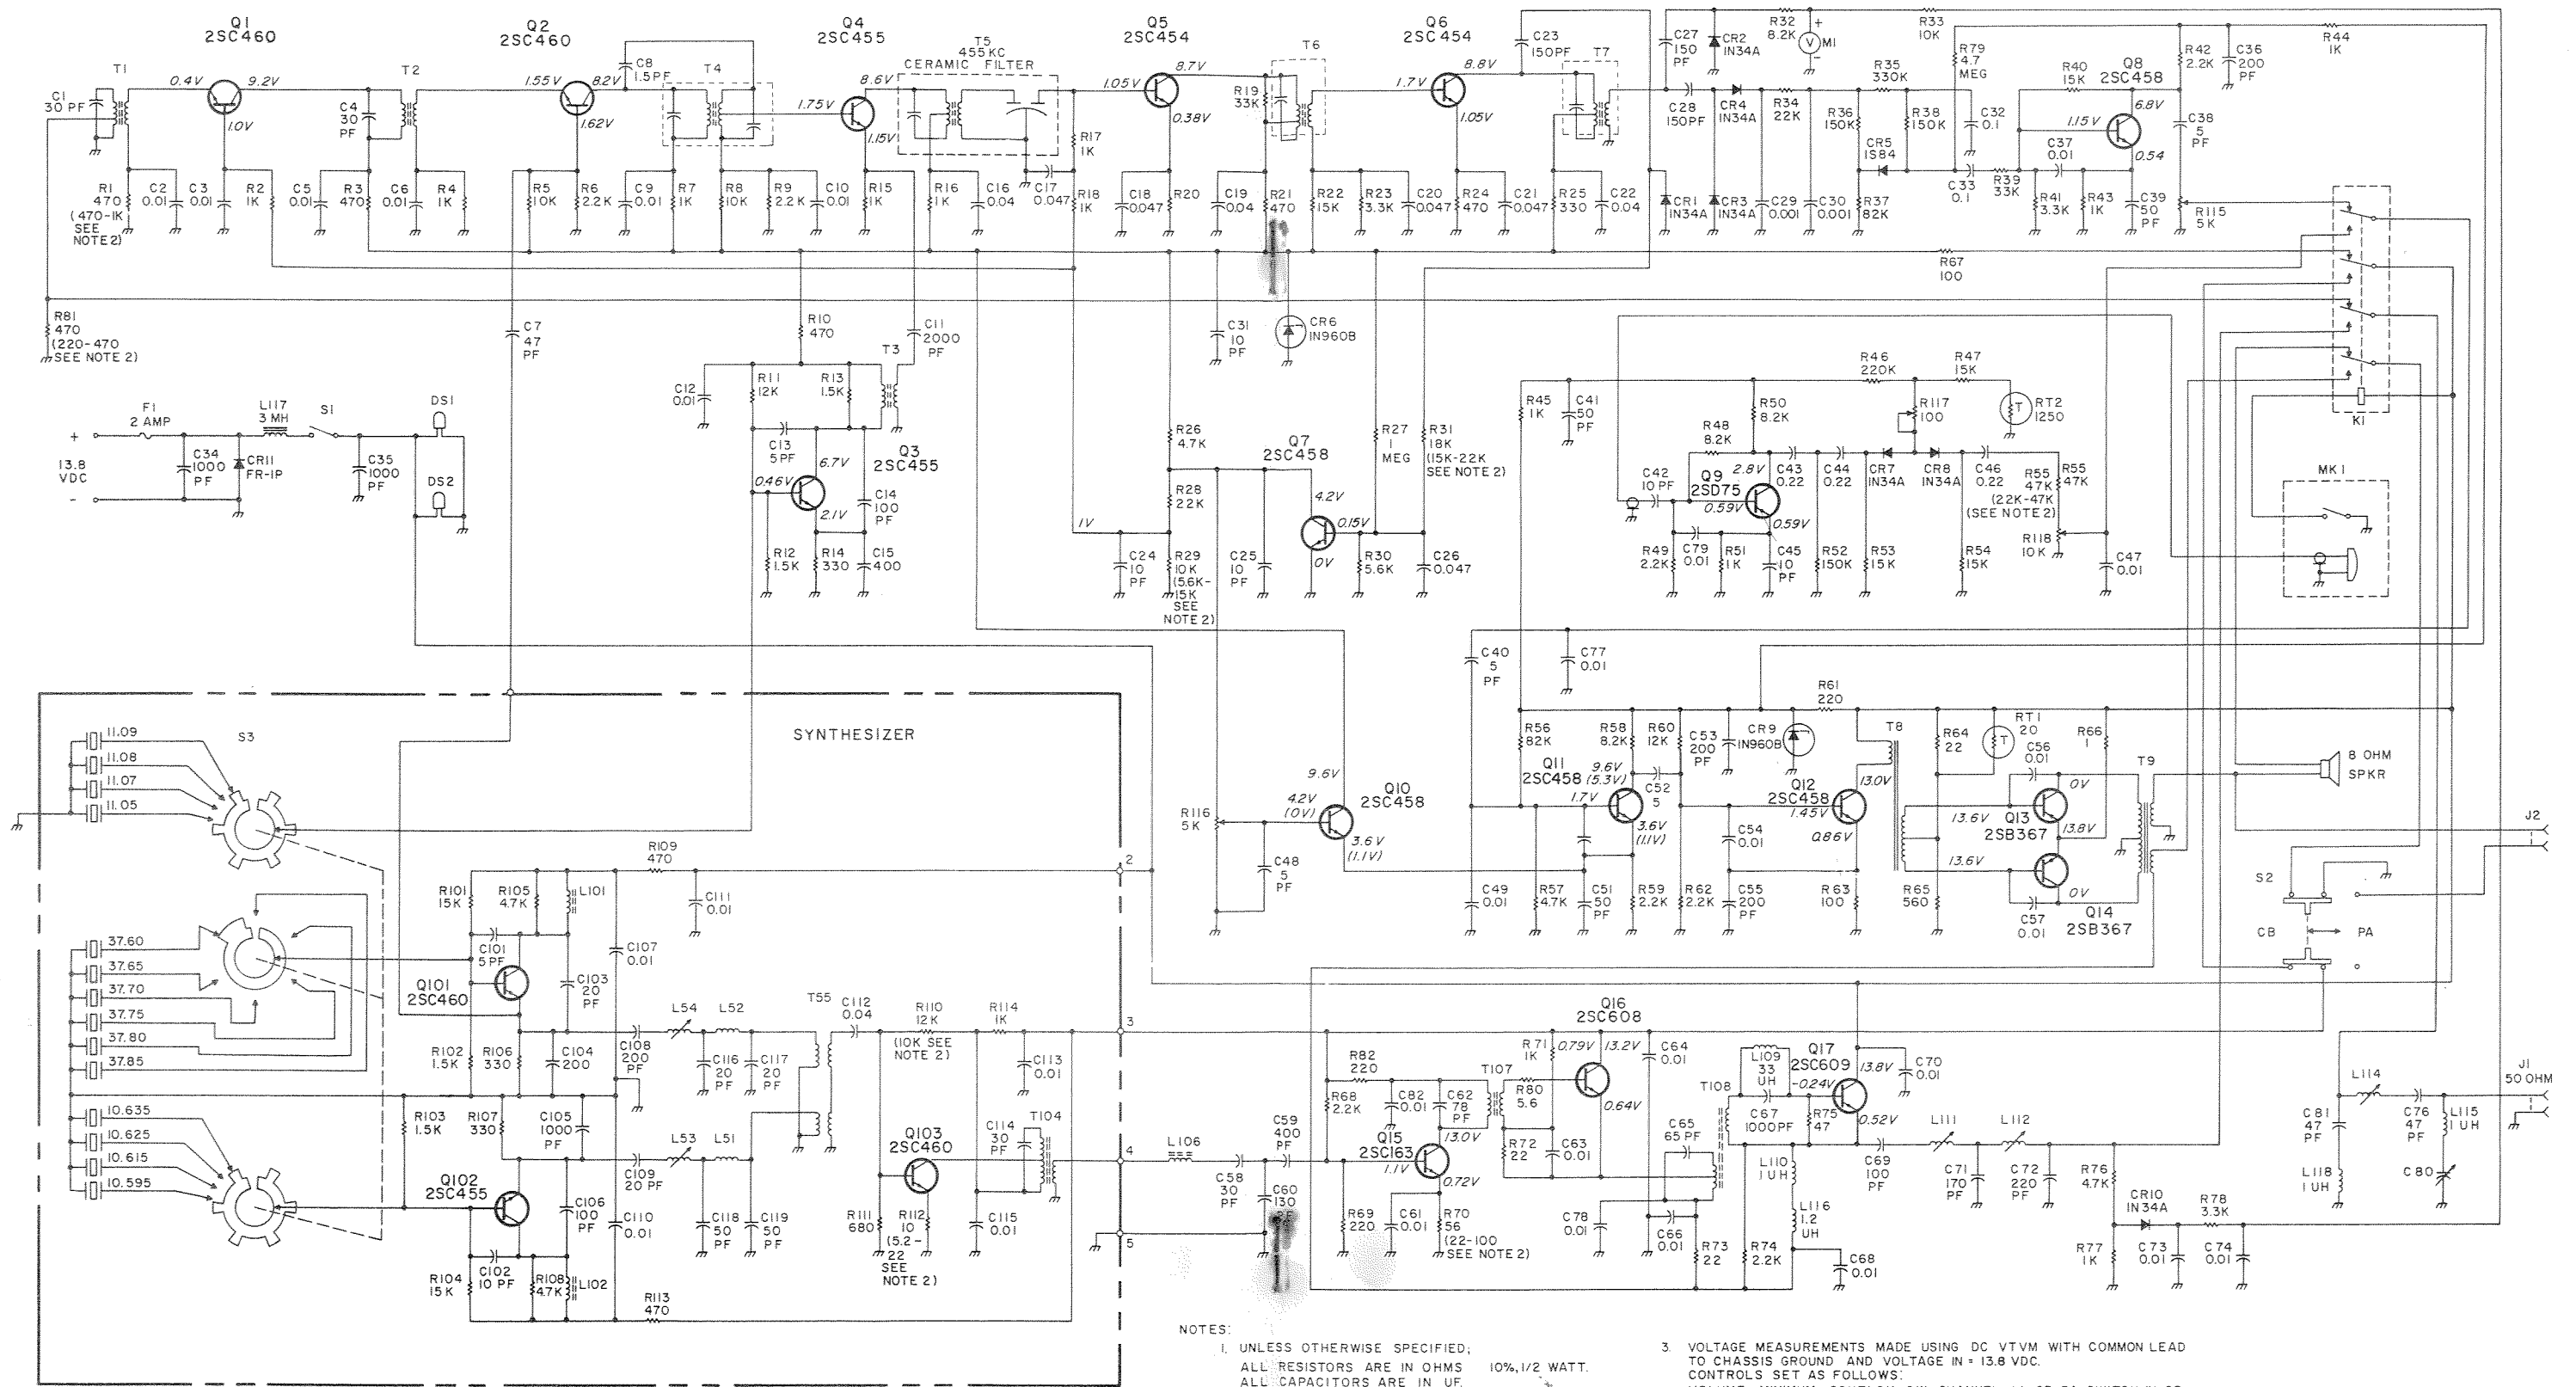 Q1
2SC460
Q2
2SC460
Q4
2SC455
T5
455KC
CERAMIC FILTER
Q5
2SC454
T6
Q6
2SC454
C23
150PF
T7
C27
150
PF
CR2
IN34A
R32
8.2K
+
V
M1
-
R33
10K
R79
4.7
MEG
R44
1K
R42
2.2K
C36
200
PF
T1
0.4V
9.2V
T2
1.55V
8.2V
C8
1.5PF
T4
8.6V
1.05V
8.7V
1.7V
8.8V
R35
330K
R40
15K
Q8
2SC458
C1
30 PF
C4
30
PF
1.0V
1.62V
1.75V
1.15V
0.38V
R19
33K
1.05V
C28
150PF
CR4
IN34A
R34
22K
R36
150K
R38
150K
C32
0.1
6.8V
1.15V
C38
5
PF
R17
1K
CR5
IS84
C37
0.01
0.54
R1
470
(470-1K
SEE
NOTE2)
C2
0.01
C3
0.01
R2
1K
C5
0.01
R3
470
C6
0.01
R4
1K
R5
10K
R6
2.2K
C9
0.01
R7
1K
R8
10K
R9
2.2K
C10
0.01
R15
1K
R16
1K
C16
0.04
C17
0.047
R18
1K
C18
0.047
R20
C19
0.04
R21
470
R22
15K
R23
3.3K
C20
0.047
R24
470
C21
0.047
R25
330
C22
0.04
CR1
IN34A
CR3
IN34A
C29
0.001
C30
0.001
R37
82K
C33
0.1
R39
33K
R41
3.3K
R43
1K
C39
50
PF
R115
5K
R67
100
R81
470
(220-470
SEE NOTE 2)
C7
47
PF
R10
470
C11
2000
PF
T3
C31
10
PF
CR6
IN960B
K1
F1
2 AMP
L117
3 MH
S1
DS1
DS2
+
13.8
VDC
-
C34
1000
PF
CR11
FR-1P
C35
1000
PF
C12
0.01
R11
12K
R13
1.5K
C13
5PF
6.7V
Q3
2SC455
0.46V
2.1V
C14
100
PF
R12
1.5K
R14
330
C15
400
R26
4.7K
R28
22K
1V
C24
10
PF
R29
10K
(5.6K-
15K
SEE
NOTE 2)
Q7
2SC458
R27
1
MEG
R31
18K
(15K-22K
SEE NOTE 2)
4.2V
0.15V
0V
C25
10
PF
R30
5.6K
C26
0.047
R45
1K
C41
50
PF
R46
220K
R47
15K
R50
8.2K
R48
8.2K
R117
100
T
RT2
1250
C42
10 PF
Q9
2SD75
2.8V
0.59V
0.59V
C43
0.22
C44
0.22
CR7
IN34A
CR8
IN34A
C46
0.22
R55
47K
(22K-47K
(SEE NOTE 2)
R55
47K
R49
2.2K
C79
0.01
R51
1K
C45
10
PF
R52
150K
R53
15K
R54
15K
R118
10K
C47
0.01
MK1
SYNTHESIZER
S3
11.09
11.08
11.07
11.05
37.60
37.65
37.70
37.75
37.80
37.85
10.635
10.625
10.615
10.595
R109
470
R101
15K
R105
4.7K
L101
C111
0.01
C101
5PF
C107
0.01
Q101
2SC460
C103
20
PF
R102
1.5K
R106
330
C104
200
C108
200
PF
L54
L52
C116
20
PF
C117
20
PF
T55
C112
0.04
R110
12K
(10K SEE
NOTE 2)
R114
1K
C113
0.01
R103
1.5K
R107
330
C105
1000
PF
C109
20 PF
L53
L51
Q103
2SC460
C114
30
PF
T104
Q102
2SC455
C106
100
PF
C110
0.01
C118
50
PF
C119
50
PF
R111
680
R112
10
(5.2-
22
SEE
NOTE 2)
C115
0.01
R104
15K
C102
10 PF
R108
4.7K
L102
R113
470
2
3
4
5
C40
5
PF
C77
0.01
R61
220
R56
82K
R58
8.2K
R60
12K
C53
200
PF
CR9
IN960B
T8
R64
22
T
RT1
20
R66
1
C56
0.01
T9
8 OHM
SPKR
9.6V
4.2V
(0V)
Q10
2SC458
3.6V
(1.1V)
R116
5K
C48
5
PF
Q11
2SC458
9.6V
(5.3V)
1.7V
C52
5
3.6V
(1.1V)
Q12
2SC458
1.45V
13.0V
0.86V
0V
13.6V
Q13
2SB367
13.8V
13.6V
0V
Q14
2SB367
C57
0.01
C49
0.01
R57
4.7K
C51
50
PF
R59
2.2K
R62
2.2K
C54
0.01
C55
200
PF
R63
100
R65
560
J2
S2
CB
PA
Q16
2SC608
R71
1K
0.79V
13.2V
C64
0.01
R82
220
T107
R80
5.6
0.64V
R68
2.2K
C82
0.01
C62
78
PF
13.0V
Q15
2SC163
1.1V
0.72V
R72
22
C63
0.01
L106
C59
400
PF
C58
30
PF
C60
130
R69
220
C61
0.01
R70
56
(22-100
SEE NOTE 2)
C65
65 PF
T108
L109
33
UH
Q17
2SC609
13.8V
-0.24V
0.52V
C70
0.01
C67
1000PF
R75
47
L110
1 UH
L116
1.2
UH
C69
100
PF
L111
L112
C71
170
PF
C72
220
PF
R76
4.7K
C78
0.01
C66
0.01
R73
22
R74
2.2K
C68
0.01
R77
1K
CR10
IN34A
R78
3.3K
C73
0.01
C74
0.01
C81
47
PF
L114
C76
47
PF
L115
1 UH
L118
1 UH
C80
J1
50 OHM
NOTES:
1. UNLESS OTHERWISE SPECIFIED;
ALL RESISTORS ARE IN OHMS 10%, 1/2 WATT.
ALL CAPACITORS ARE IN UF.
3. VOLTAGE MEASUREMENTS MADE USING DC VTVM WITH COMMON LEAD
TO CHASSIS GROUND AND VOLTAGE IN = 13.8 VDC.
CONTROLS SET AS FOLLOWS: